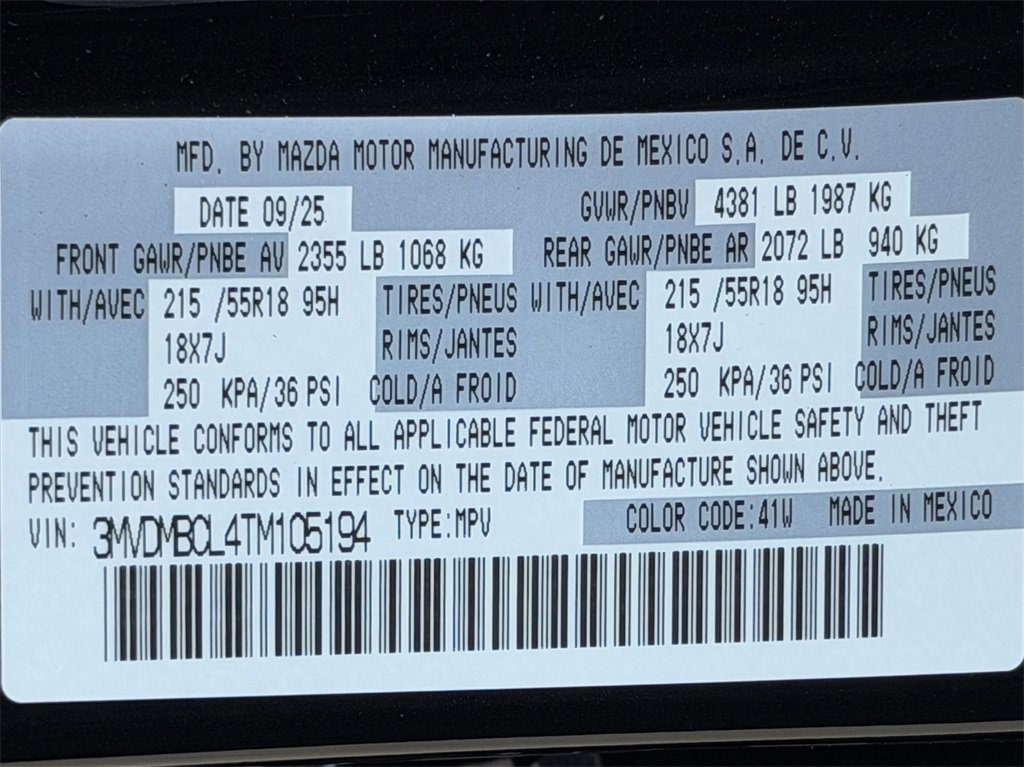 MFD. BY MAZDA MOTOR MANUFACTURING DE MEXICO S.A. DE C.V.
DATE 09/25 GVWR/PNBV 4381 LB 1987 KG
FRONT GAWR/PNBE AV 2355 LB 1068 KG REAR GAWR/PNBE AR 2072 LB 940 KG
WITH/AVEC 215 /55R18 95H TIRES/PNEUS WITH/AVEC 215 /55R18 95H TIRES/PNEUS
18X7J RIMS/JANTES 18X7J RIMS/JANTES
250 KPA/36 PSI COLD/A FROID 250 KPA/36 PSI COLD/A FROID
THIS VEHICLE CONFORMS TO ALL APPLICABLE FEDERAL MOTOR VEHICLE SAFETY AND THEFT
PREVENTION STANDARDS IN EFFECT ON THE DATE OF MANUFACTURE SHOWN ABOVE.
VIN: 3MVDMBCL4TM105194 TYPE:MPV COLOR CODE:41W MADE IN MEXICO